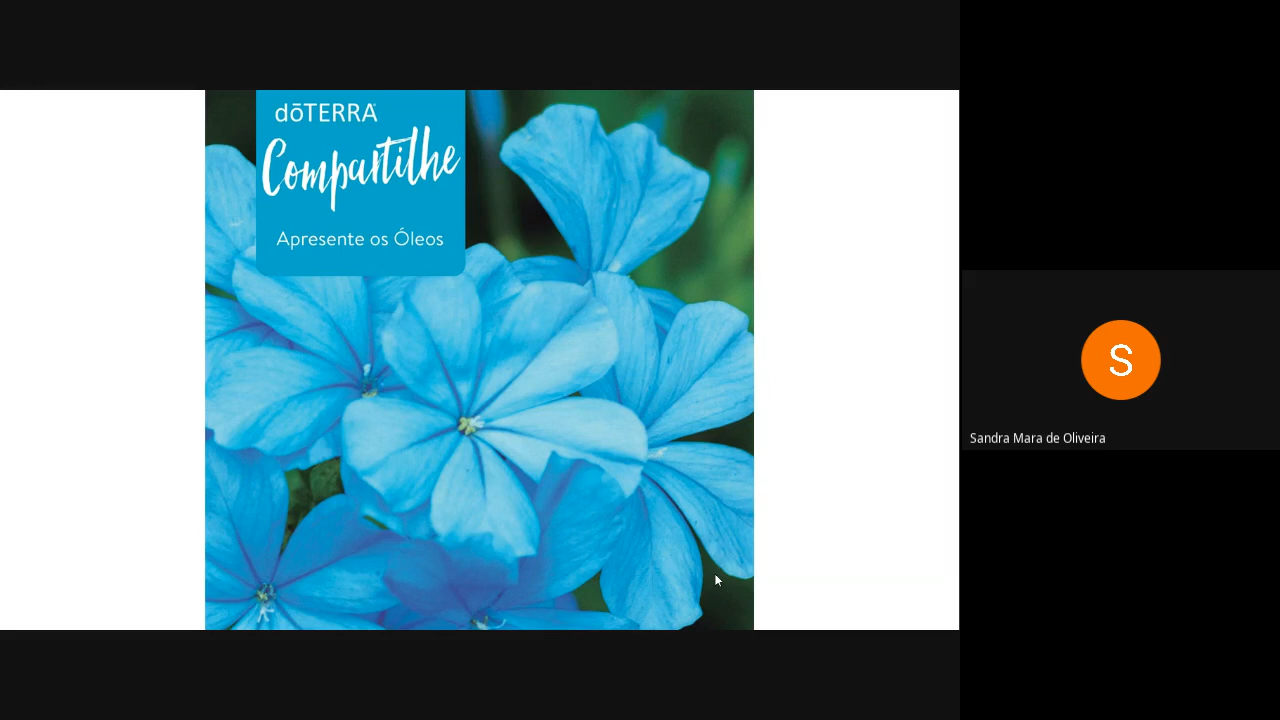 dōTERRA
Compartilhe
Apresente os Óleos
S
Sandra Mara de Oliveira